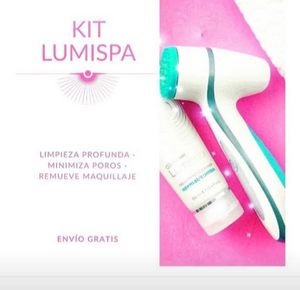 KIT
LUMISPA
LIMPIEZA PROFUNDA -
MINIMIZA POROS -
REMUEVE MAQUILLAJE
ENVÍO GRATIS